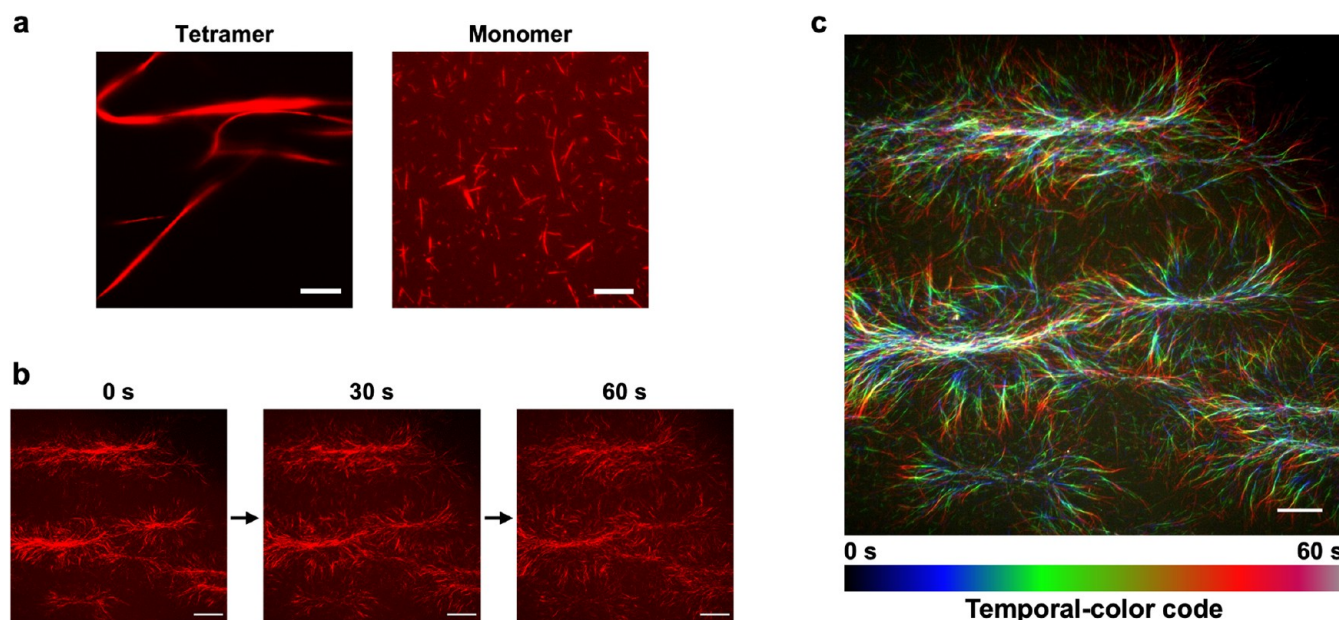 a
Tetramer
Monomer
b
0 s
30 s
60 s
c
0 s
60 s
Temporal-color code